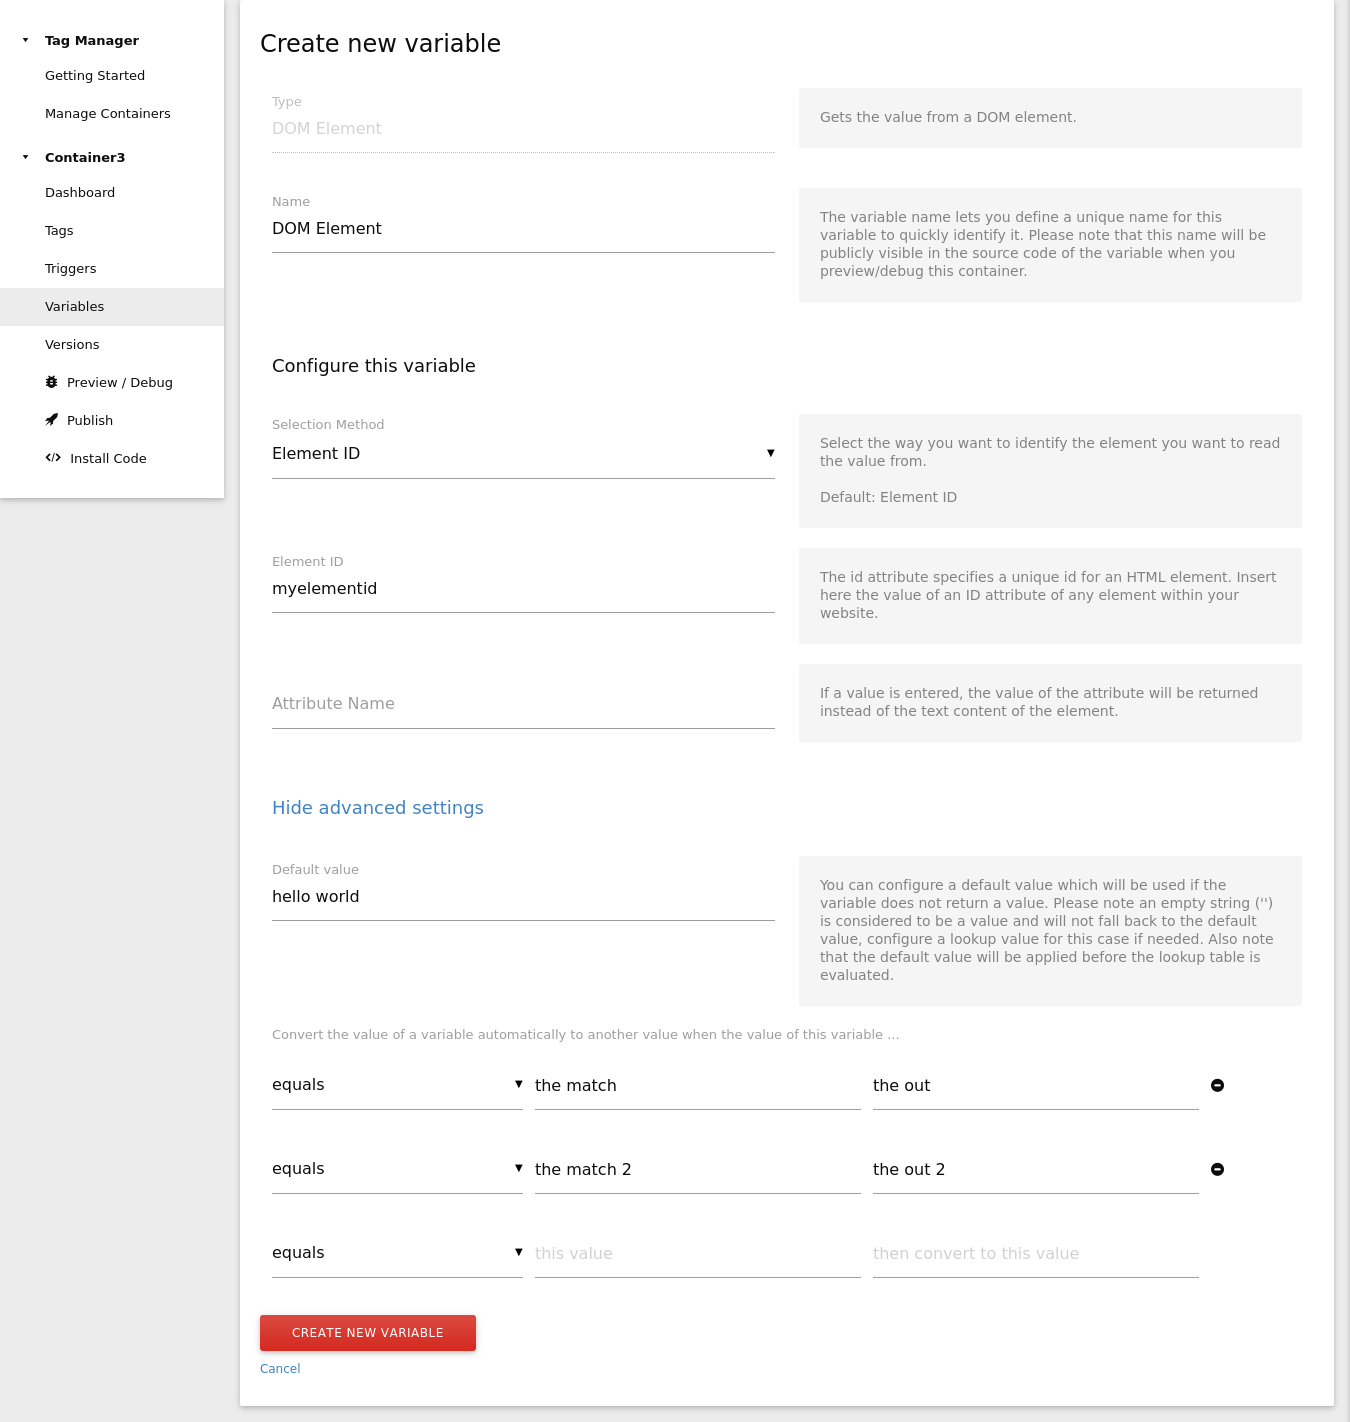 Tag Manager
Getting Started
Manage Containers
Container3
Dashboard
Tags
Triggers
Variables
Versions
Preview / Debug
Publish
Install Code
Create new variable
Type
DOM Element
Gets the value from a DOM element.
Name
DOM Element
The variable name lets you define a unique name for this
variable to quickly identify it. Please note that this name will be
publicly visible in the source code of the variable when you
preview/debug this container.
Configure this variable
Selection Method
Element ID
Select the way you want to identify the element you want to read
the value from.
Default: Element ID
Element ID
myelementid
The id attribute specifies a unique id for an HTML element. Insert
here the value of an ID attribute of any element within your
website.
Attribute Name
If a value is entered, the value of the attribute will be returned
instead of the text content of the element.
Hide advanced settings
Default value
hello world
You can configure a default value which will be used if the
variable does not return a value. Please note an empty string ('')
is considered to be a value and will not fall back to the default
value, configure a lookup value for this case if needed. Also note
that the default value will be applied before the lookup table is
evaluated.
Convert the value of a variable automatically to another value when the value of this variable ...
equals the match the out
equals the match 2 the out 2
equals this value then convert to this value
CREATE NEW VARIABLE
Cancel